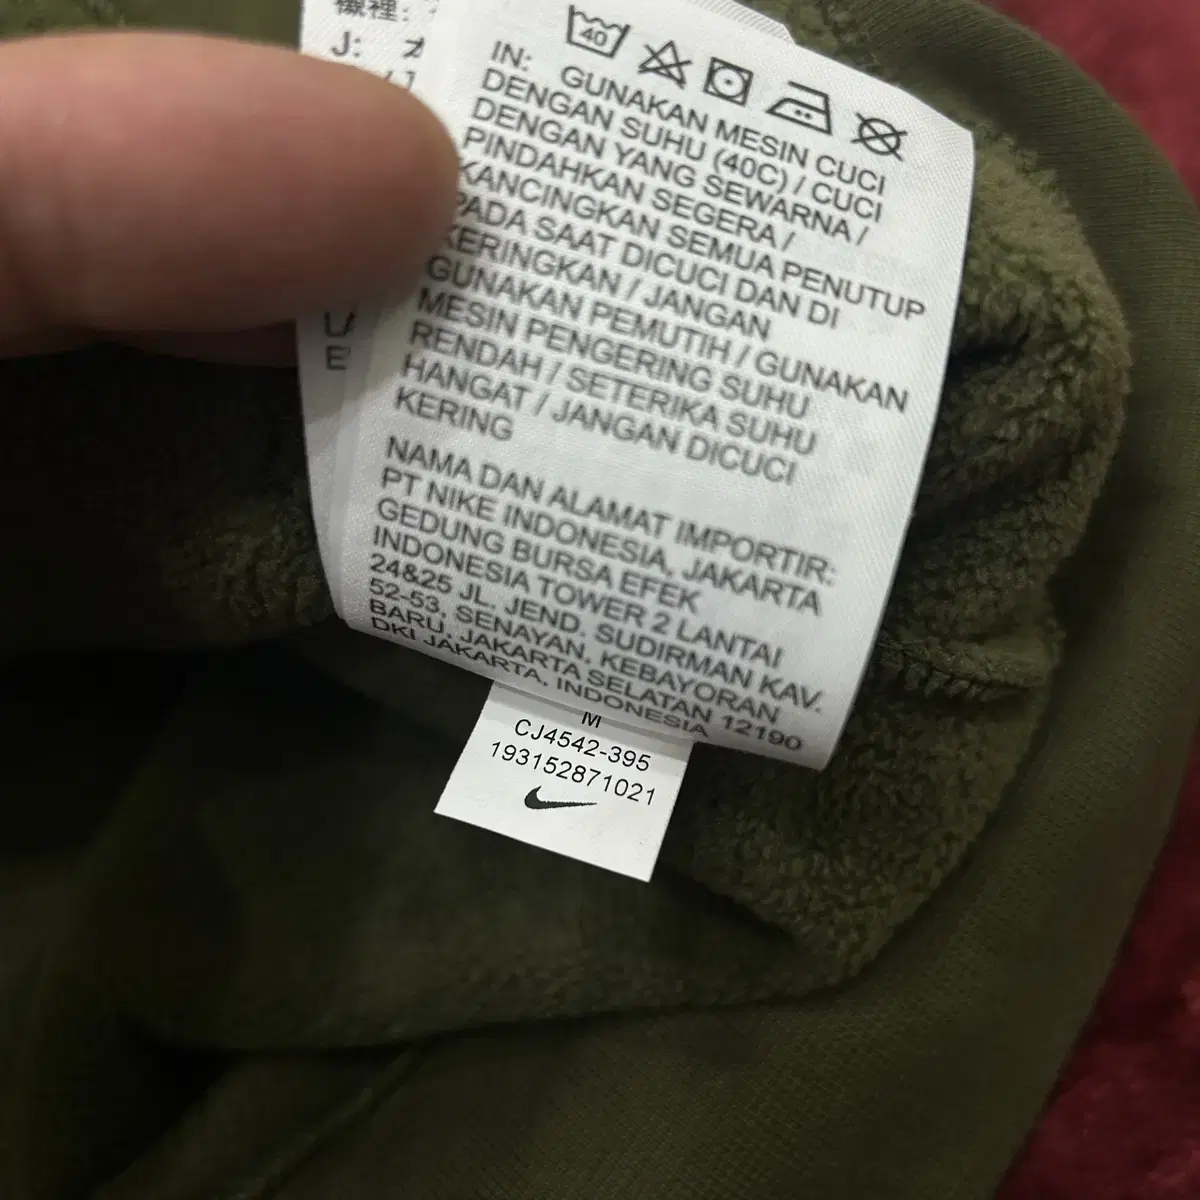 襯裡:
J:
40
IN: GUNAKAN MESIN CUCI
DENGAN SUHU (40C) / CUCI
DENGAN YANG SEWARNA /
PINDAHKAN SEGERA /
KANCINGKAN SEMUA PENUTUP
PADA SAAT DICUCI DAN DI
KERINGKAN / JANGAN
GUNAKAN PEMUTIH / GUNAKAN
MESIN PENGERING SUHU
RENDAH / SETERIKA SUHU
HANGAT / JANGAN DICUCI
KERING
NAMA DAN ALAMAT IMPORTIR:
PT NIKE INDONESIA, JAKARTA
GEDUNG BURSA EFEK
INDONESIA TOWER 2 LANTAI
24&25 JL. JEND. SUDIRMAN KAV.
52-53, SENAYAN, KEBAYORAN
BARU, JAKARTA SELATAN 12190
DKI JAKARTA, INDONESIA
M
CJ4542-395
193152871021